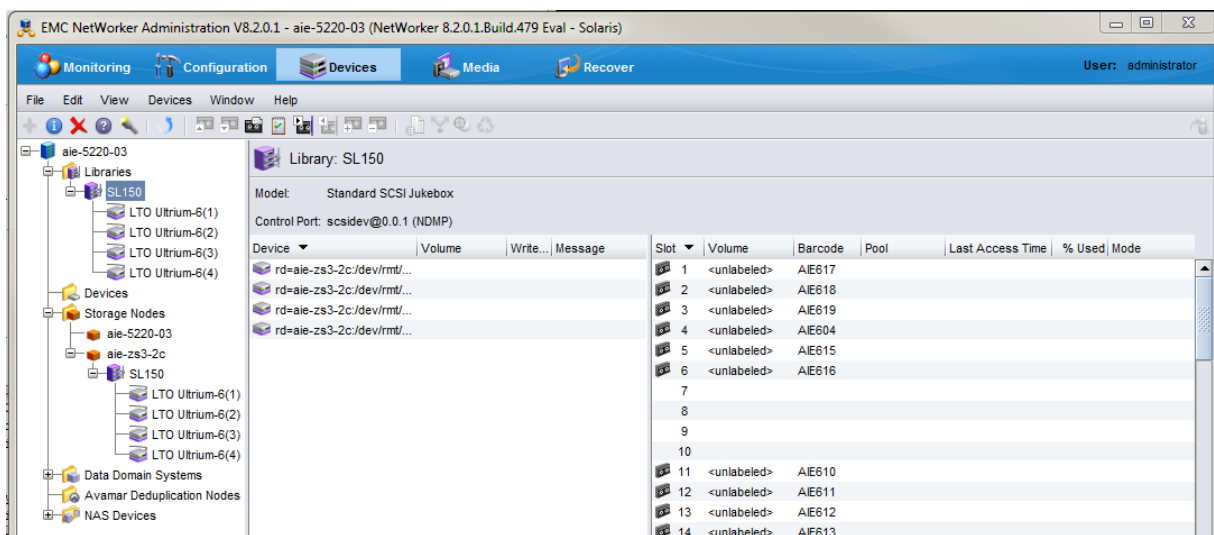 EMC NetWorker Administration V8.2.0.1 - aie-5220-03 (NetWorker 8.2.0.1.Build.479 Eval - Solaris)
Monitoring Configuration Devices Media Recover User: administrator
File Edit View Devices Window Help
aie-5220-03
Libraries
SL150
LTO Ultrium-6(1)
LTO Ultrium-6(2)
LTO Ultrium-6(3)
LTO Ultrium-6(4)
Devices
Storage Nodes
aie-5220-03
aie-zs3-2c
SL150
LTO Ultrium-6(1)
LTO Ultrium-6(2)
LTO Ultrium-6(3)
LTO Ultrium-6(4)
Data Domain Systems
Avamar Deduplication Nodes
NAS Devices
Library: SL150
Model: Standard SCSI Jukebox
Control Port: scsidev@0.0.1 (NDMP)
Device Volume Write... Message
rd=aie-zs3-2c:/dev/rmt/...
rd=aie-zs3-2c:/dev/rmt/...
rd=aie-zs3-2c:/dev/rmt/...
rd=aie-zs3-2c:/dev/rmt/...
Slot Volume Barcode Pool Last Access Time % Used Mode
1 <unlabeled> AIE617
2 <unlabeled> AIE618
3 <unlabeled> AIE619
4 <unlabeled> AIE604
5 <unlabeled> AIE615
6 <unlabeled> AIE616
7
8
9
10
11 <unlabeled> AIE610
12 <unlabeled> AIE611
13 <unlabeled> AIE612
14 <unlabeled> AIE613